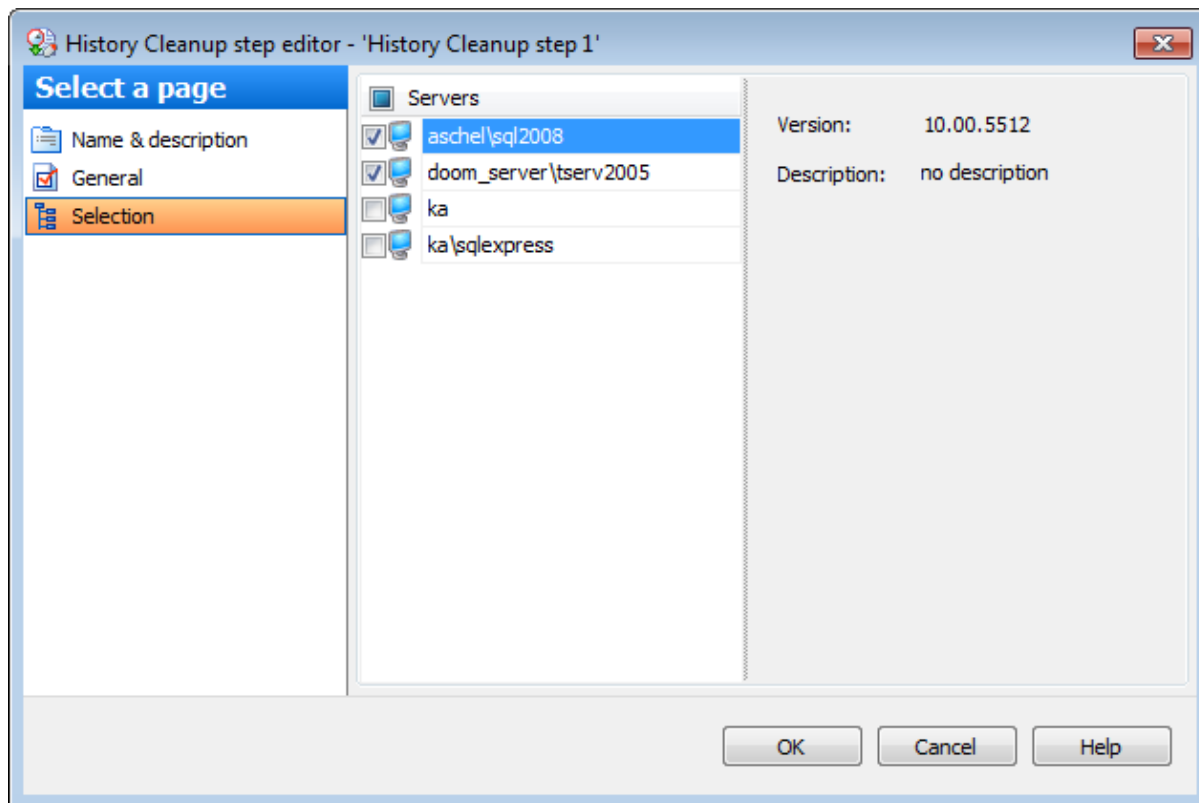 History Cleanup step editor - 'History Cleanup step 1'
Select a page
Name & description
General
Selection
Servers
aschel\sql2008
doom_server\tserv2005
ka
ka\sqlexpress
Version: 10.00.5512
Description: no description
OK Cancel Help